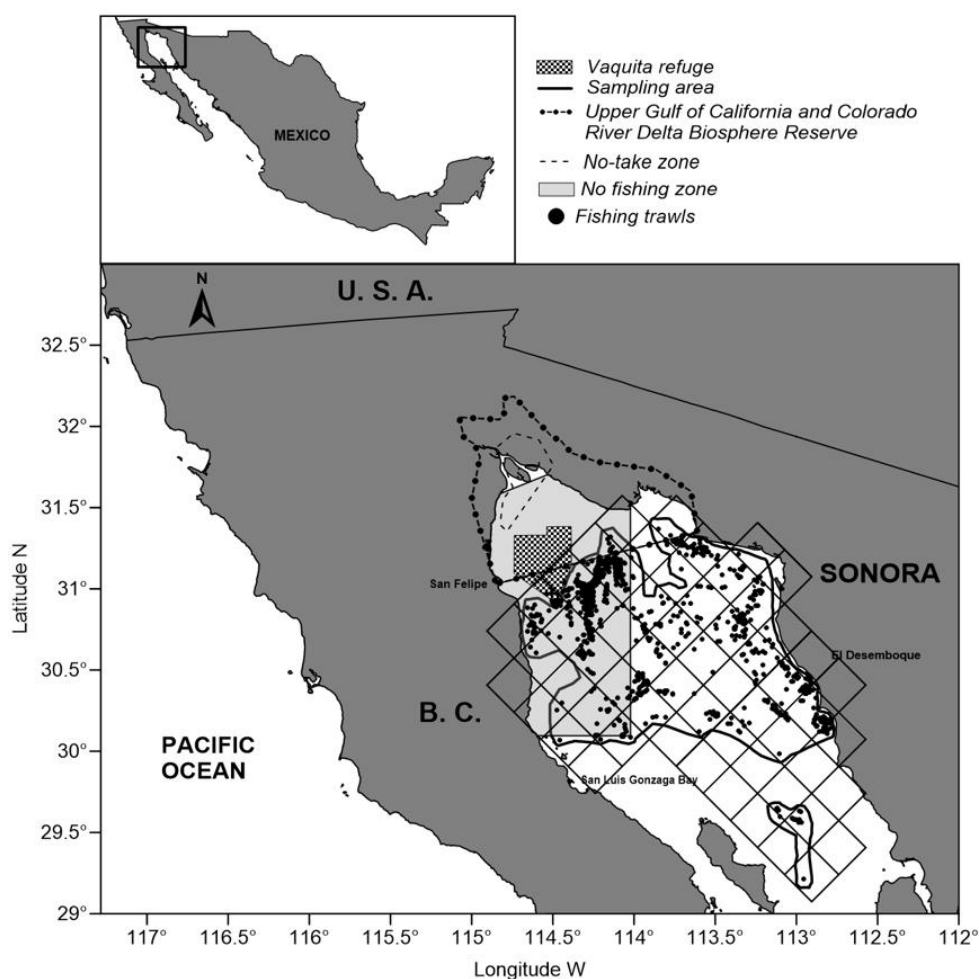 MEXICO
Vaquita refuge
Sampling area
Upper Gulf of California and Colorado
River Delta Biosphere Reserve
No-take zone
No fishing zone
Fishing trawls
N
U. S. A.
32.5°
32°
31.5°
31°
30.5°
30°
29.5°
29°
Latitude N
San Felipe
SONORA
El Desemboque
B. C.
PACIFIC
OCEAN
San Luis Gonzaga Bay
117° 116.5° 116° 115.5° 115° 114.5° 114° 113.5° 113° 112.5° 112°
Longitude W